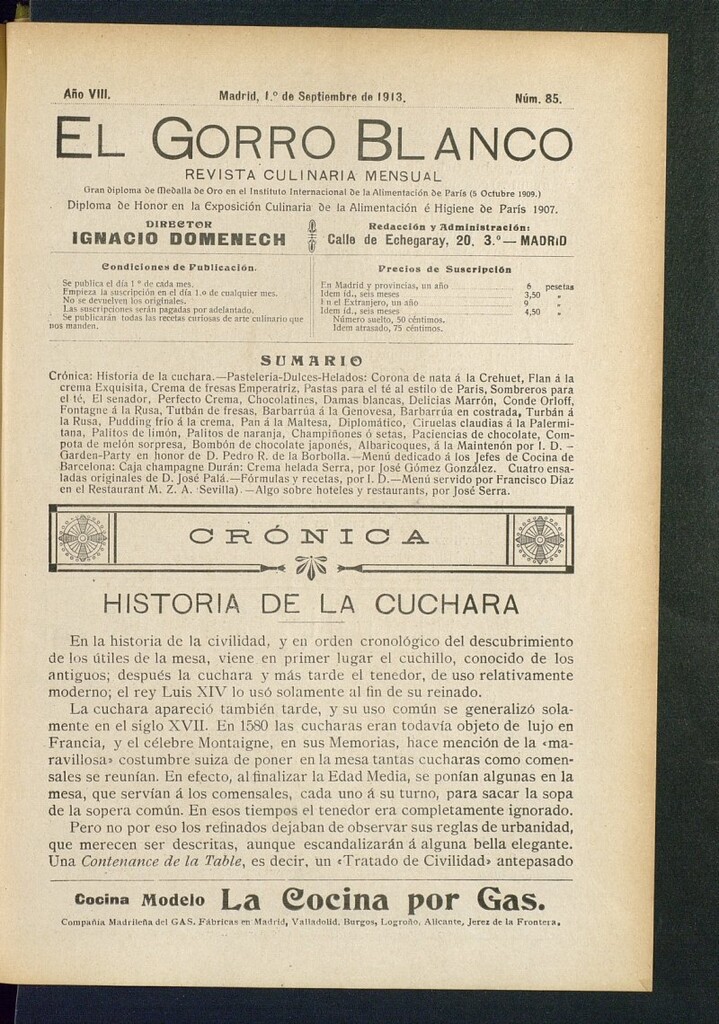 Año VIII. Madrid, 1.º de Septiembre de 1913. Núm. 85.
EL GORRO BLANCO
REVISTA CULINARIA MENSUAL
Gran diploma de Medalla de Oro en el Instituto Internacional de la Alimentación de París (5 Octubre 1909.)
Diploma de Honor en la Exposición Culinaria de la Alimentación é Higiene de París 1907.
DIRECTOR
IGNACIO DOMENECH
Redacción y Administración:
Calle de Echegaray, 20, 3.º — MADRID
Condiciones de Publicación.
Se publica el día 1 º de cada mes.
Empieza la suscripción en el día 1.o de cualquier mes.
No se devuelven los originales.
Las suscripciones serán pagadas por adelantado.
Se publicarán todas las recetas curiosas de arte culinario que
nos manden.
Precios de Suscripción
En Madrid y provincias, un año 6 pesetas
Idem id., seis meses 3,50 »
En el Extranjero, un año 9 »
Idem id., seis meses 4,50 »
Número suelto, 50 céntimos.
Idem atrasado, 75 céntimos.
SUMARIO
Crónica: Historia de la cuchara.—Pastelería-Dulces-Helados: Corona de nata á la Crehuet, Flan á la
crema Exquisita, Crema de fresas Emperatriz, Pastas para el té al estilo de París, Sombreros para
el té, El senador, Perfecto Crema, Chocolatines, Damas blancas, Delicias Marrón, Conde Orloff,
Fontagne á la Rusa, Tutbán de fresas, Barbarrúa á la Genovesa, Barbarrúa en costrada, Turbán á
la Rusa, Pudding frío á la crema, Pan á la Maltesa, Diplomático, Ciruelas claudias á la Palermi-
tana, Palitos de limón, Palitos de naranja, Champiñones ó setas, Paciencias de chocolate, Com-
pota de melón sorpresa, Bombón de chocolate japonés, Albaricoques, á la Maintenón por I. D. —
Garden-Party en honor de D. Pedro R. de la Borbolla.—Menú dedicado á los Jefes de Cocina de
Barcelona: Caja champagne Durán: Crema helada Serra, por José Gómez González. Cuatro ensa-
ladas originales de D. José Palá.—Fórmulas y recetas, por I. D.—Menú servido por Francisco Díaz
en el Restaurant M. Z. A. Sevilla).—Algo sobre hoteles y restaurants, por José Serra.
CRÓNICA
HISTORIA DE LA CUCHARA
En la historia de la civilidad, y en orden cronológico del descubrimiento
de los útiles de la mesa, viene en primer lugar el cuchillo, conocido de los
antiguos; después la cuchara y más tarde el tenedor, de uso relativamente
moderno; el rey Luis XIV lo usó solamente al fin de su reinado.
La cuchara apareció también tarde, y su uso común se generalizó sola-
mente en el siglo XVII. En 1580 las cucharas eran todavía objeto de lujo en
Francia, y el célebre Montaigne, en sus Memorias, hace mención de la «ma-
ravillosa» costumbre suiza de poner en la mesa tantas cucharas como comen-
sales se reunían. En efecto, al finalizar la Edad Media, se ponían algunas en la
mesa, que servían á los comensales, cada uno á su turno, para sacar la sopa
de la sopera común. En esos tiempos el tenedor era completamente ignorado.
Pero no por eso los refinados dejaban de observar sus reglas de urbanidad,
que merecen ser descritas, aunque escandalizarán á alguna bella elegante.
Una Contenance de la Table, es decir, un «Tratado de Civilidad» antepasado
Cocina Modelo La Cocina por Gas.
Compañía Madrileña del GAS. Fábricas en Madrid, Valladolid, Burgos, Logroño, Alicante, Jerez de la Frontera.